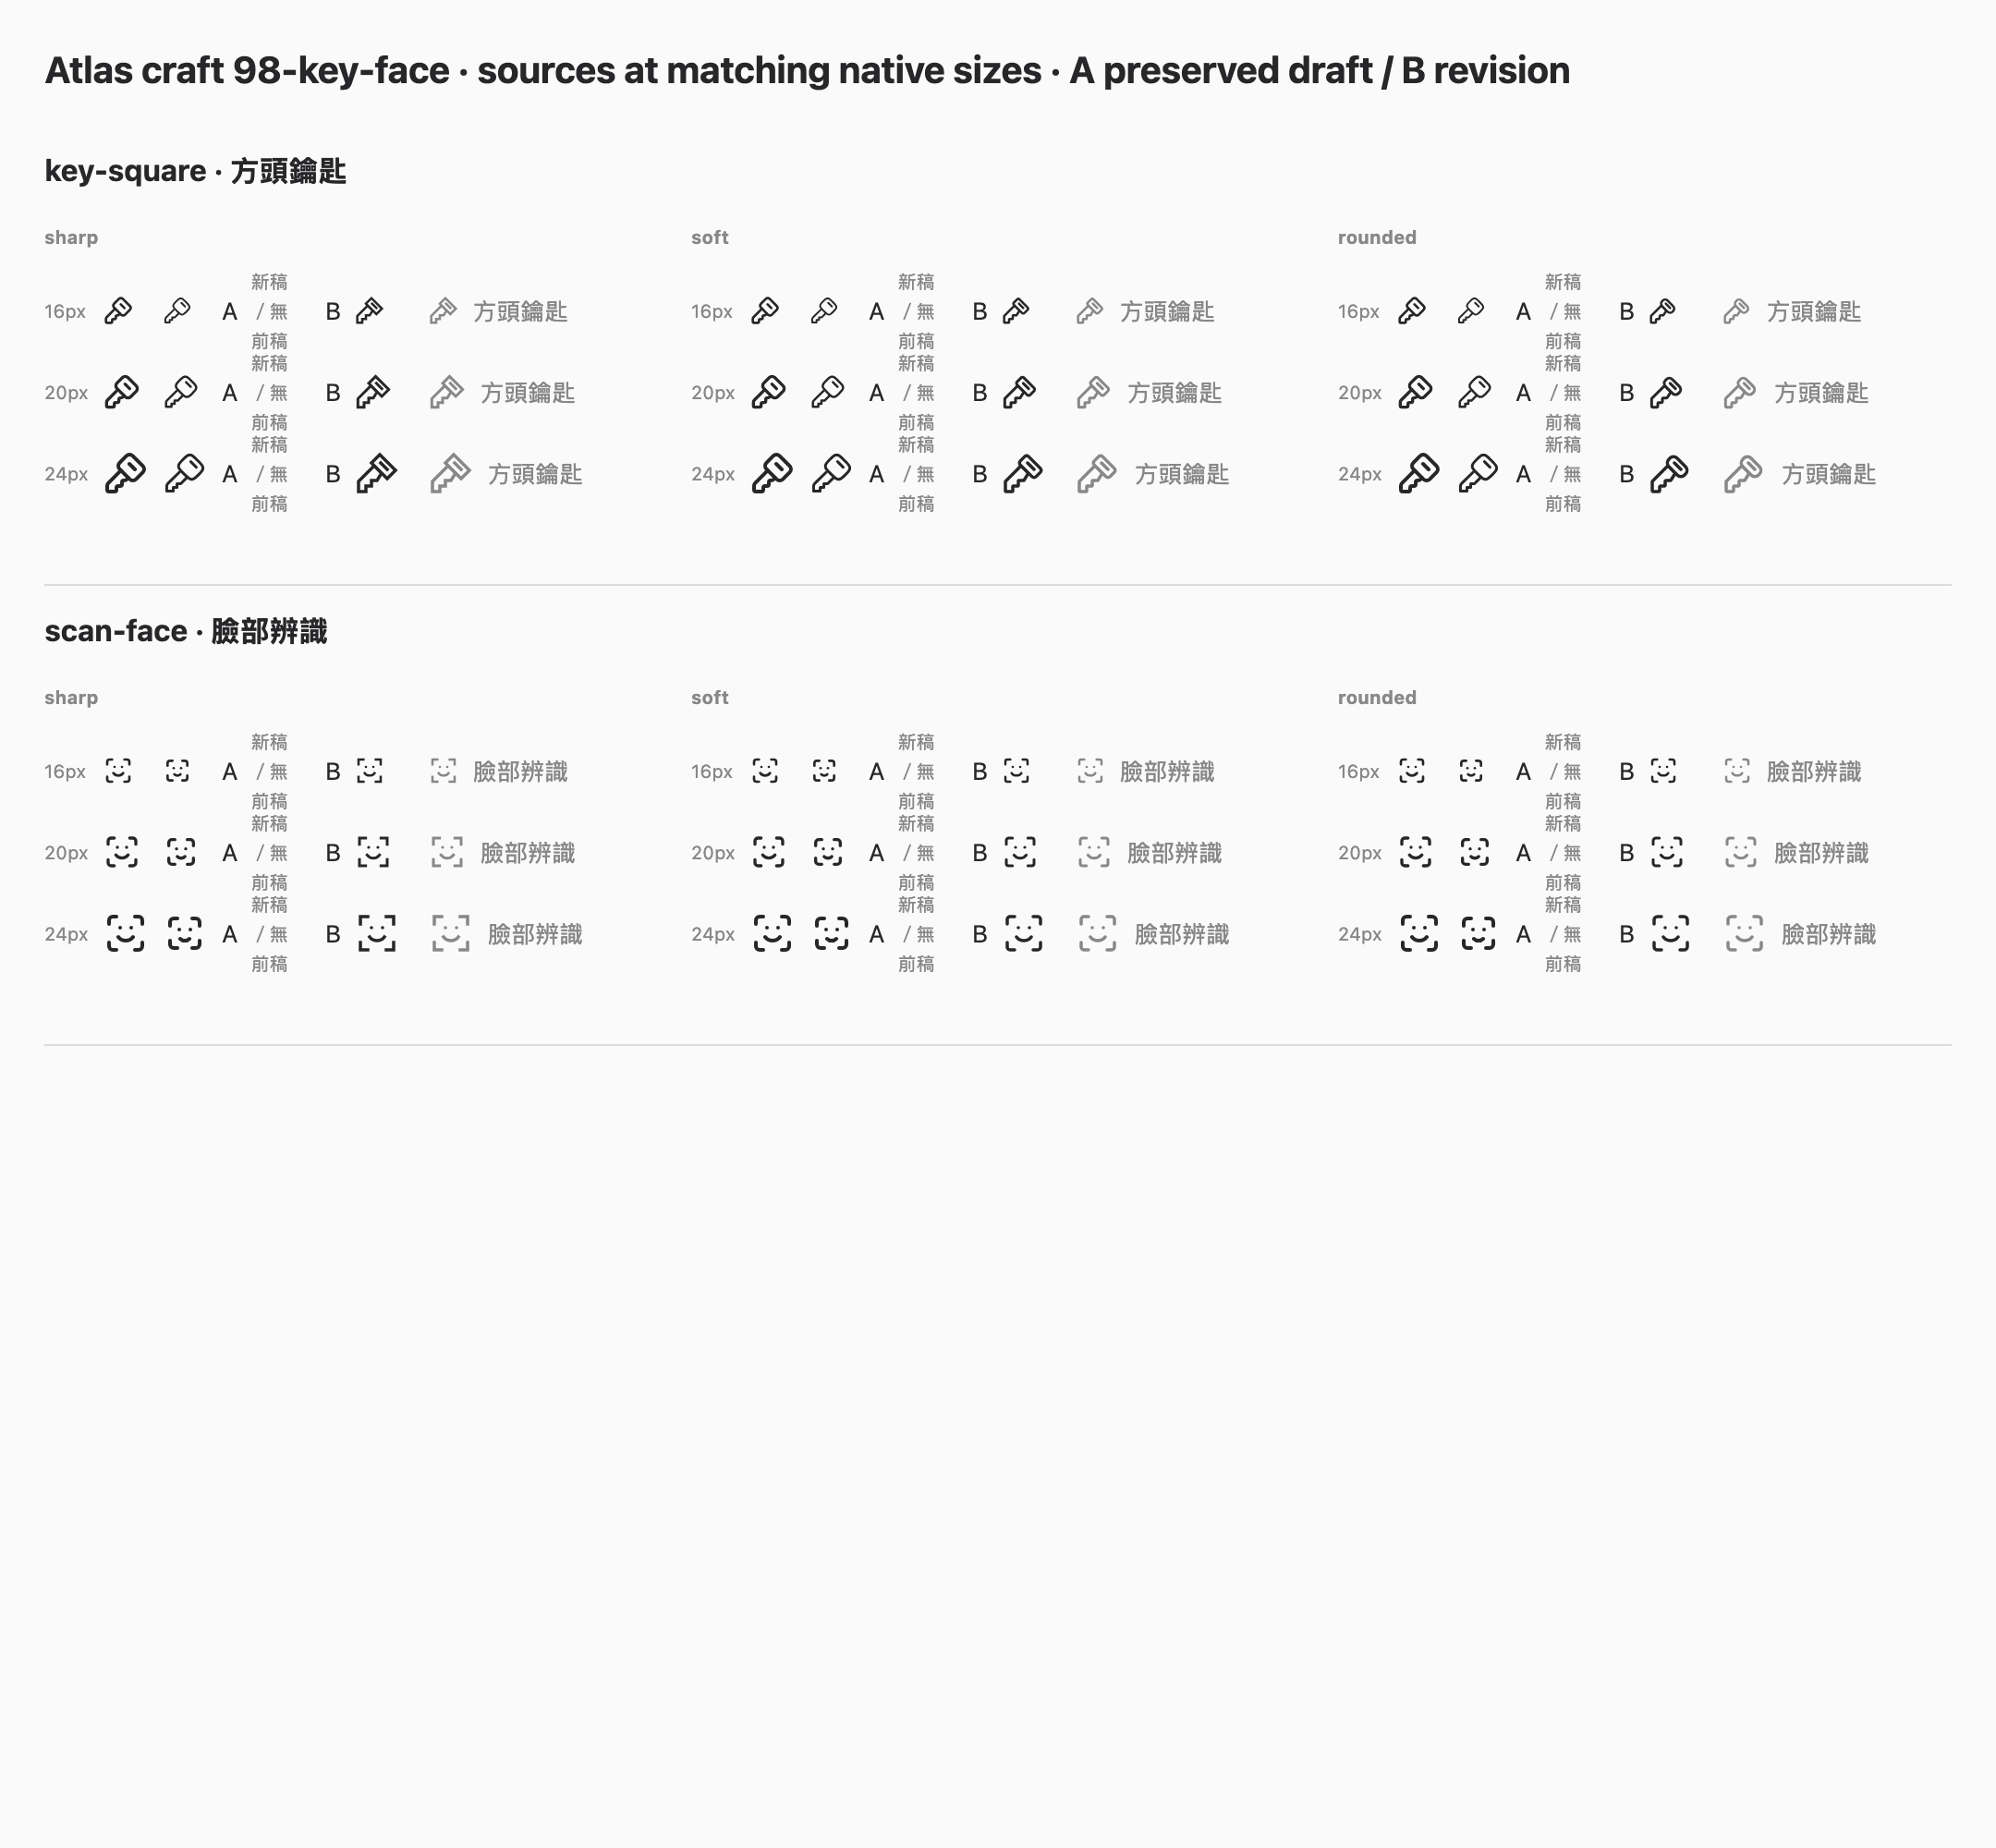 Atlas craft 98-key-face · sources at matching native sizes · A preserved draft / B revision
key-square · 方頭鑰匙
sharp
16px A 新稿 / 無前稿 B 方頭鑰匙
20px A 新稿 / 無前稿 B 方頭鑰匙
24px A 新稿 / 無前稿 B 方頭鑰匙
soft
16px A 新稿 / 無前稿 B 方頭鑰匙
20px A 新稿 / 無前稿 B 方頭鑰匙
24px A 新稿 / 無前稿 B 方頭鑰匙
rounded
16px A 新稿 / 無前稿 B 方頭鑰匙
20px A 新稿 / 無前稿 B 方頭鑰匙
24px A 新稿 / 無前稿 B 方頭鑰匙
scan-face · 臉部辨識
sharp
16px A 新稿 / 無前稿 B 臉部辨識
20px A 新稿 / 無前稿 B 臉部辨識
24px A 新稿 / 無前稿 B 臉部辨識
soft
16px A 新稿 / 無前稿 B 臉部辨識
20px A 新稿 / 無前稿 B 臉部辨識
24px A 新稿 / 無前稿 B 臉部辨識
rounded
16px A 新稿 / 無前稿 B 臉部辨識
20px A 新稿 / 無前稿 B 臉部辨識
24px A 新稿 / 無前稿 B 臉部辨識